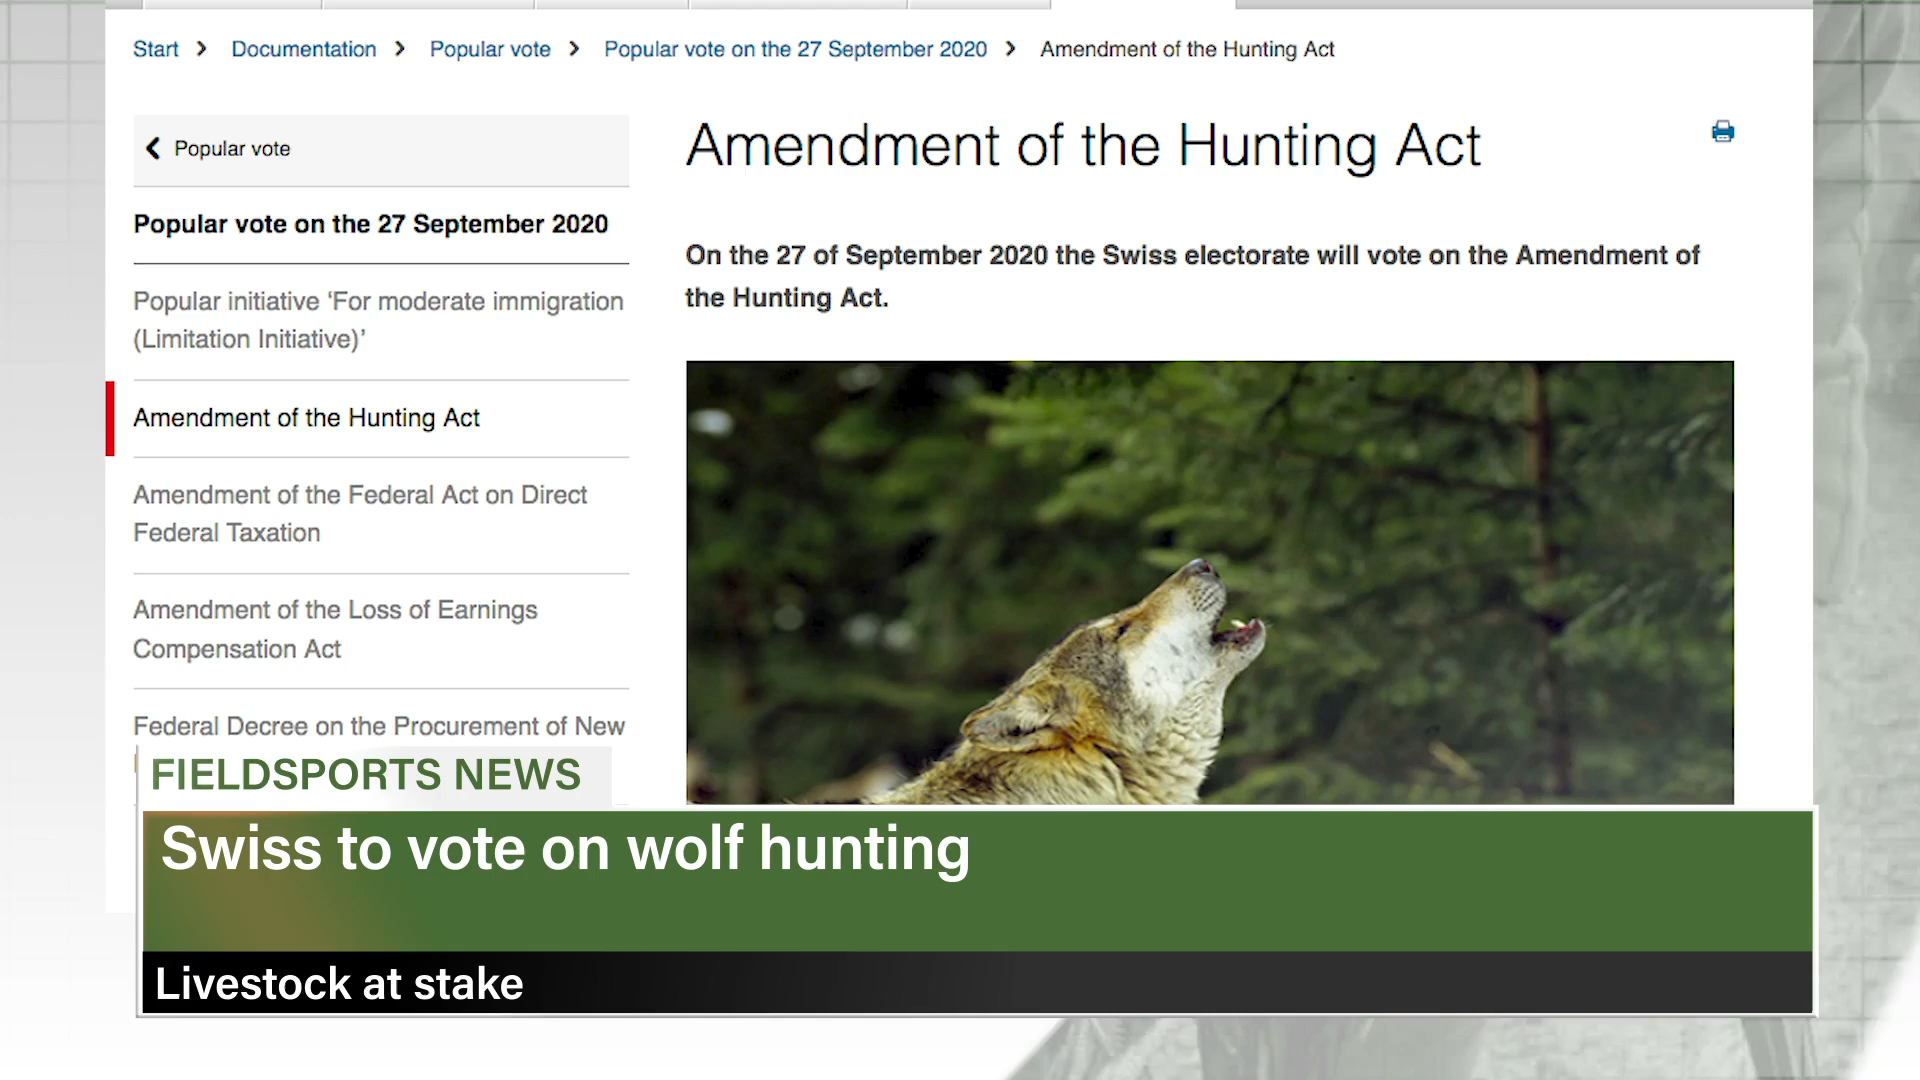 Start > Documentation > Popular vote > Popular vote on the 27 September 2020 > Amendment of the Hunting Act
Popular vote
Popular vote on the 27 September 2020
Popular initiative ‘For moderate immigration
(Limitation Initiative)’
Amendment of the Hunting Act
Amendment of the Federal Act on Direct
Federal Taxation
Amendment of the Loss of Earnings
Compensation Act
Federal Decree on the Procurement of New
Amendment of the Hunting Act
On the 27 of September 2020 the Swiss electorate will vote on the Amendment of
the Hunting Act.
FIELDSPORTS NEWS
Swiss to vote on wolf hunting
Livestock at stake